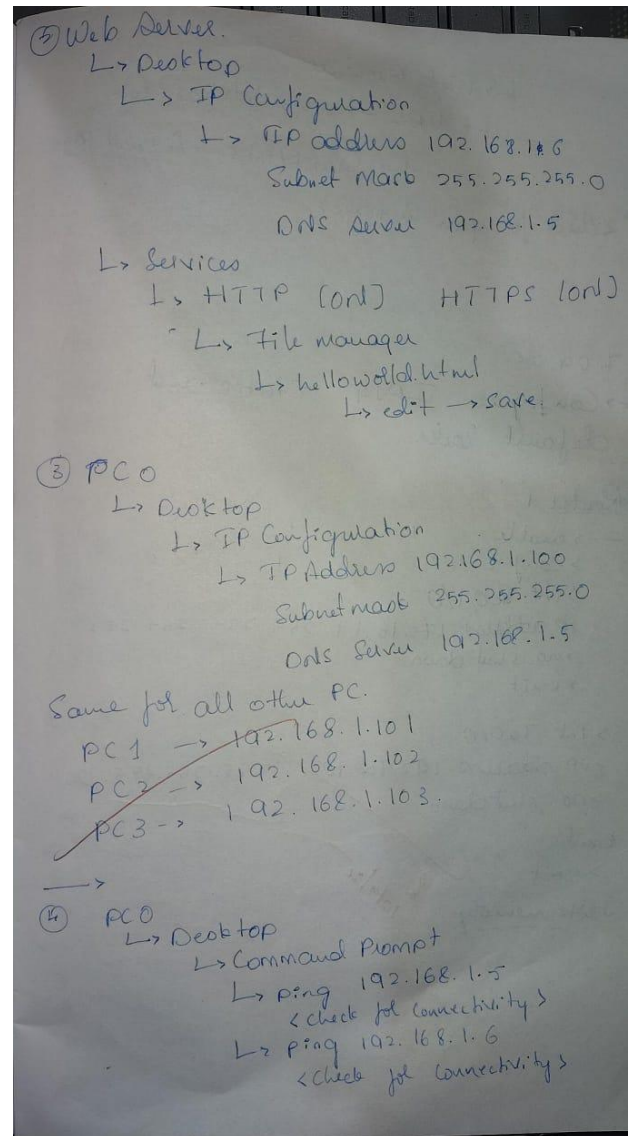 ⑤ Web Server.
↳ Desktop
↳ IP Configuration
↳ IP address 192.168.1.6
Subnet Mask 255.255.255.0
DNS Server 192.168.1.5
↳ Services
↳ HTTP [ON] HTTPS [ON]
↳ File manager
↳ helloworld.html
↳ edit → save
③ PC0
↳ Desktop
↳ IP Configuration
↳ IP Address 192.168.1.100
Subnet mask 255.255.255.0
DNS Server 192.168.1.5
Same for all other PC.
PC1 → 192.168.1.101
PC2 → 192.168.1.102
PC3 → 192.168.1.103.
→
④ PC0
↳ Desktop
↳ Command Prompt
↳ ping 192.168.1.5
<check for connectivity>
↳ ping 192.168.1.6
<check for connectivity>